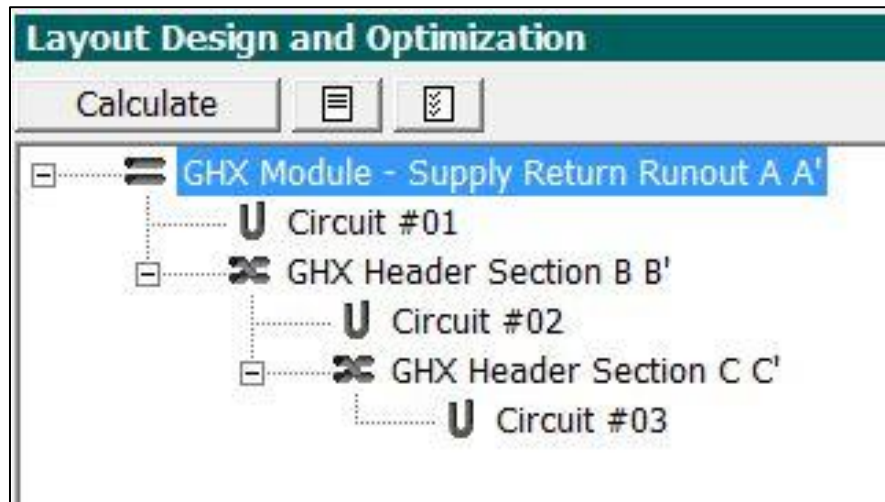 Layout Design and Optimization
Calculate
GHX Module - Supply Return Runout A A'
Circuit #01
GHX Header Section B B'
Circuit #02
GHX Header Section C C'
Circuit #03